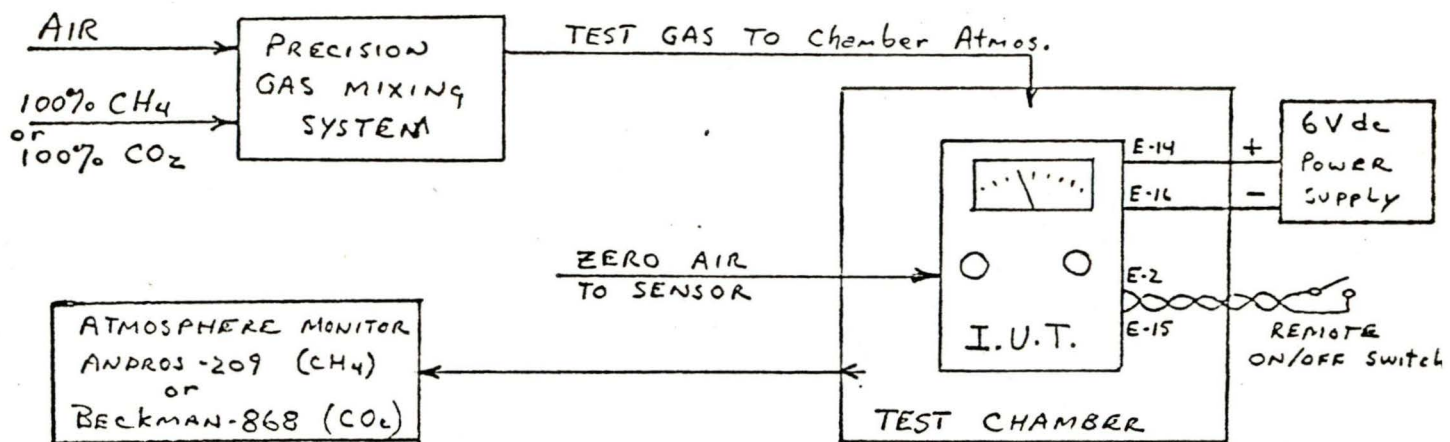 AIR
100% CH4
or
100% CO2
PRECISION
GAS MIXING
SYSTEM
TEST GAS TO Chamber Atmos.
E-14
+
E-16
-
6V dc
POWER
SUPPLY
ZERO AIR
TO SENSOR
E-2
E-15
REMOTE
ON/OFF Switch
I.U.T.
TEST CHAMBER
ATMOSPHERE MONITOR
ANDROS-209 (CH4)
or
BECKMAN-868 (CO2)